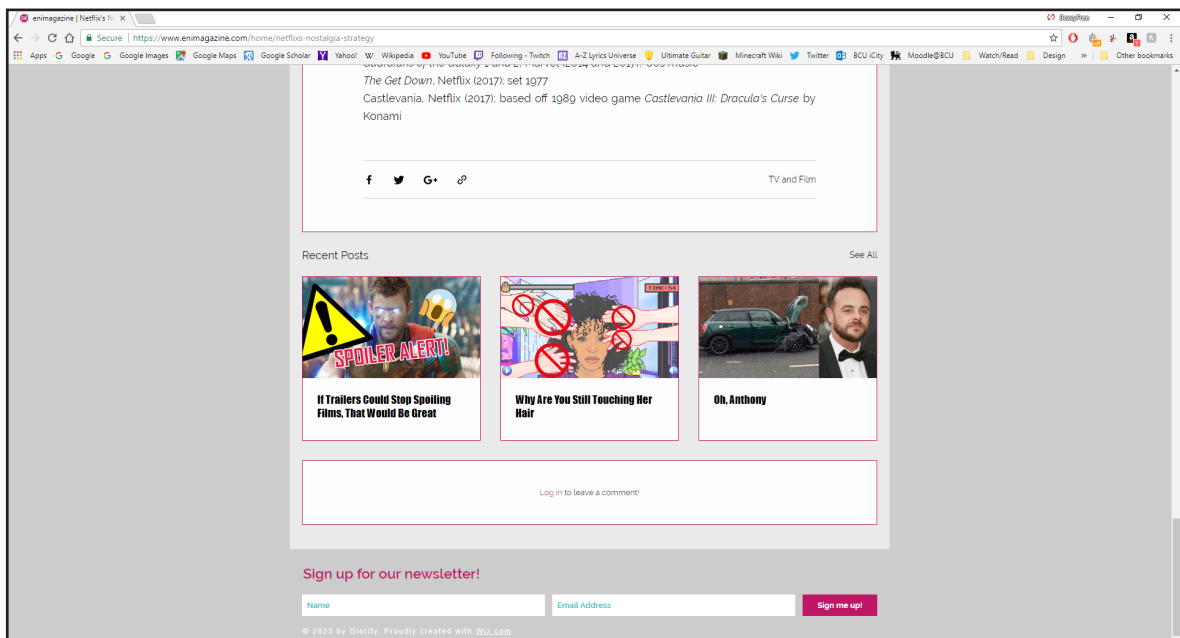 enimagazine | Netflix's N
BoxopFree
Secure | https://www.enimagazine.com/home/netflixs-nostalgia-strategy
Apps Google Google Images Google Maps Google Scholar Yahoo! Wikipedia YouTube Following - Twitch A-Z Lyrics Universe Ultimate Guitar Minecraft Wiki Twitter BCU iCity Moodle@BCU Watch/Read Design » Other bookmarks
The Get Down, Netflix (2017); set 1977
Castlevania, Netflix (2017); based off 1989 video game Castlevania III: Dracula's Curse by
Konami
TV and Film
Recent Posts See All
SPOILER ALERT!
TIME:54
If Trailers Could Stop Spoiling
Films, That Would Be Great
Why Are You Still Touching Her
Hair
Oh, Anthony
Log in to leave a comment!
Sign up for our newsletter!
Name Email Address Sign me up!
© 2023 by Glorify. Proudly created with Wix.com